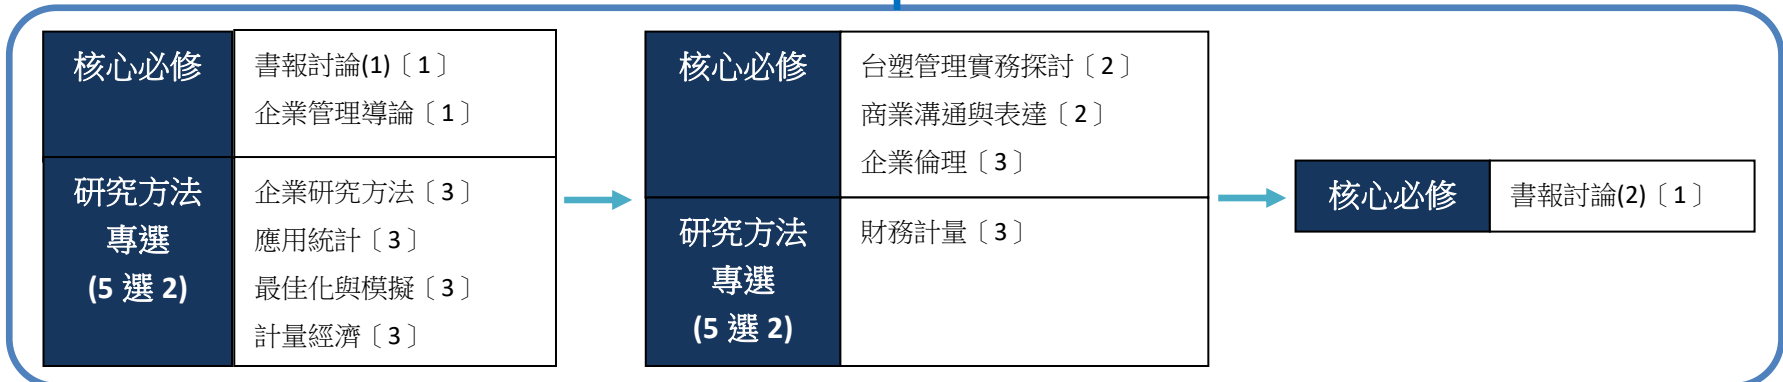 核心必修
書報討論(1)〔1〕
企業管理導論〔1〕
研究方法
專選
(5 選 2)
企業研究方法〔3〕
應用統計〔3〕
最佳化與模擬〔3〕
計量經濟〔3〕
核心必修
台塑管理實務探討〔2〕
商業溝通與表達〔2〕
企業倫理〔3〕
研究方法
專選
(5 選 2)
財務計量〔3〕
核心必修
書報討論(2)〔1〕